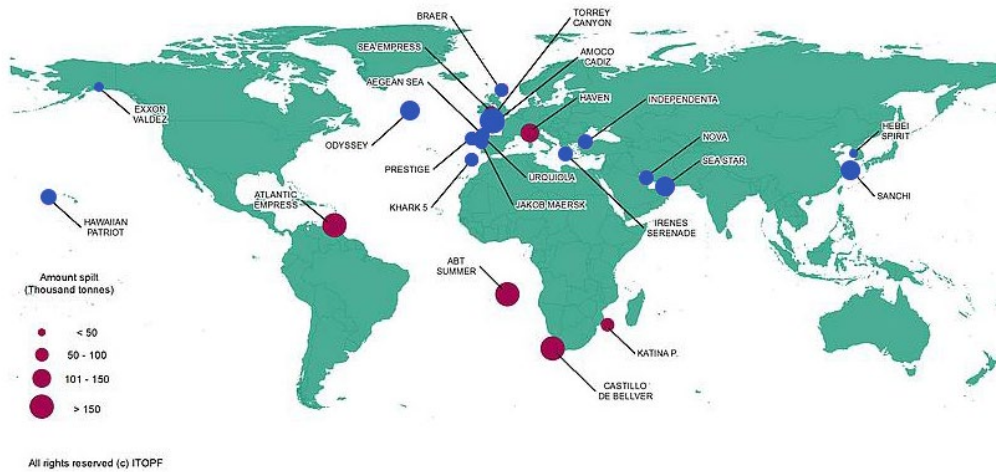 BRAER
TORREY
CANYON
SEA EMPRESS
AMOCO
CADIZ
AEGEAN SEA
HAVEN
INDEPENDENTA
EXXON
VALDEZ
ODYSSEY
NOVA
HEBEI
SPIRIT
PRESTIGE
URQUIOLA
SEA STAR
SANCHI
ATLANTIC
EMPRESS
KHARK 5
JAKOB MAERSK
IRENES
SERENADE
HAWAIIAN
PATRIOT
ABT
SUMMER
KATINA P.
CASTILLO
DE BELLVER
Amount spilt
(Thousand tonnes)
< 50
50 - 100
101 - 150
> 150
All rights reserved (c) ITOPF